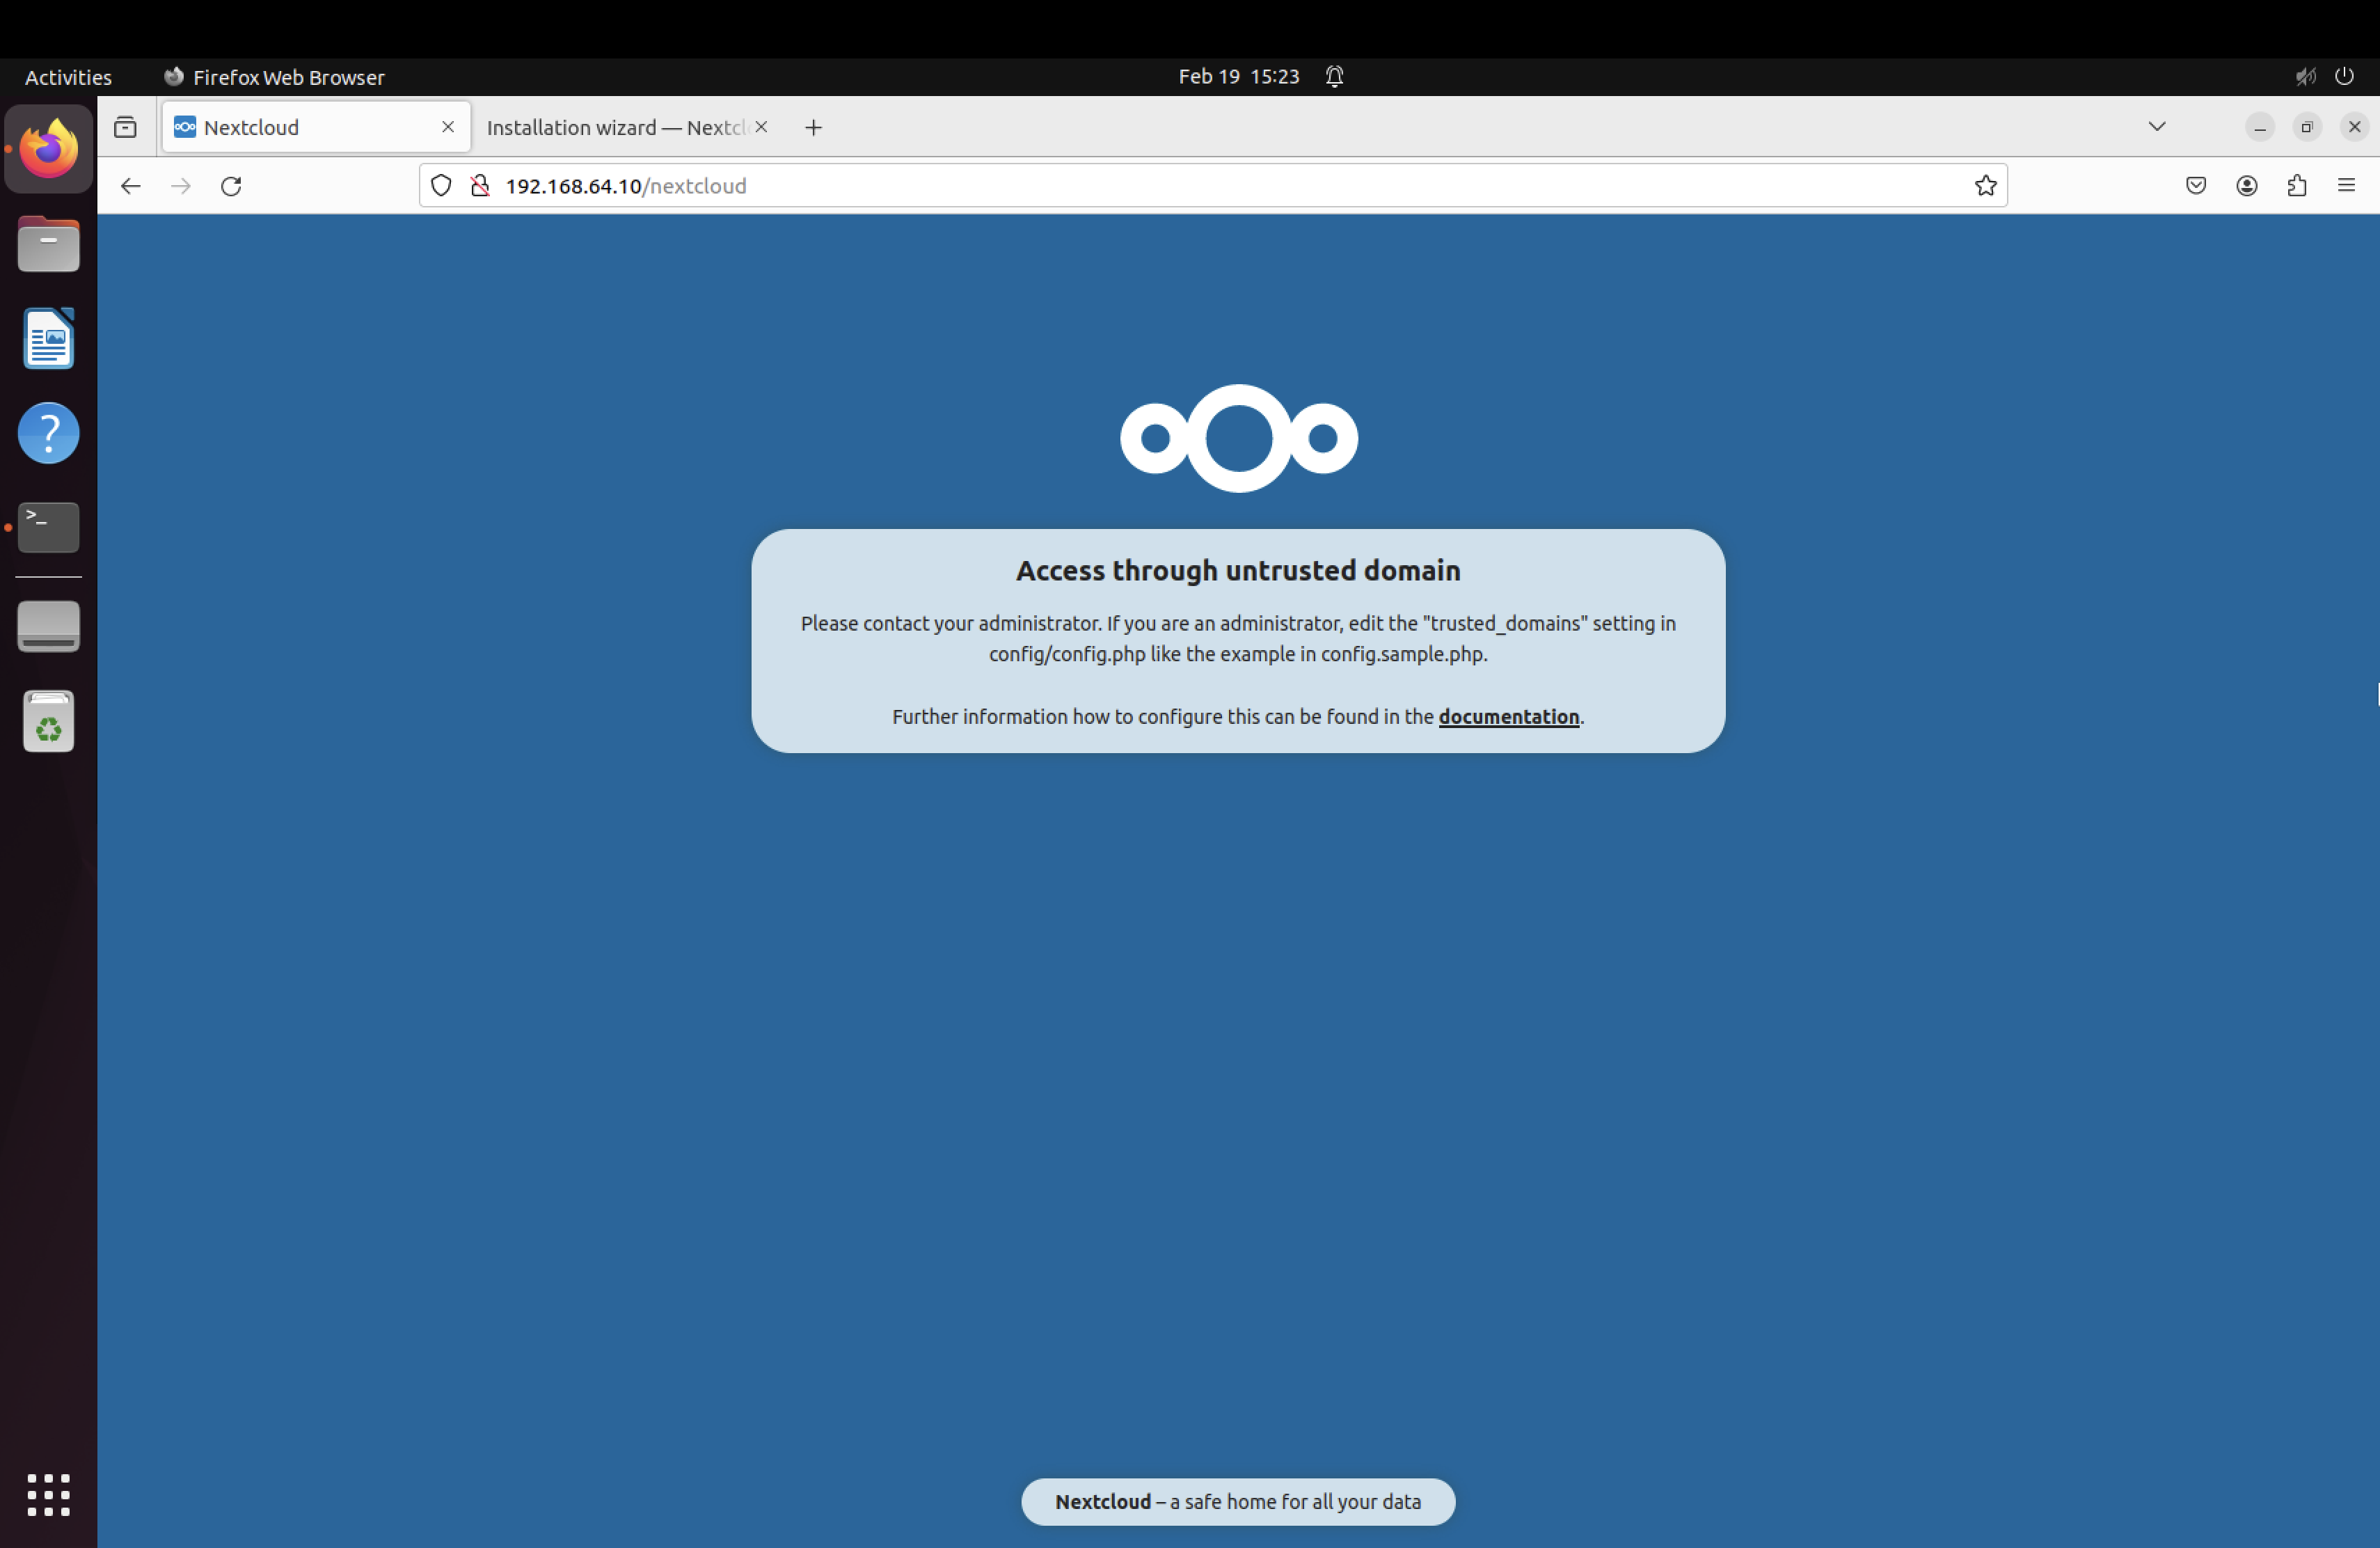 Activities
Firefox Web Browser
Feb 19 15:23
Nextcloud
Installation wizard — Nextcl
192.168.64.10/nextcloud
Access through untrusted domain
Please contact your administrator. If you are an administrator, edit the "trusted_domains" setting in
config/config.php like the example in config.sample.php.
Further information how to configure this can be found in the documentation.
Nextcloud – a safe home for all your data